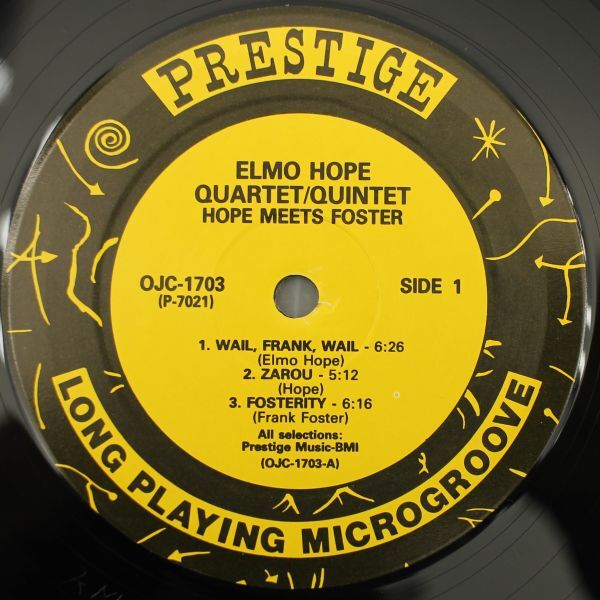 PRESTIGE
ELMO HOPE
QUARTET/QUINTET
HOPE MEETS FOSTER
OJC-1703
(P-7021)
SIDE 1
1. WAIL, FRANK, WAIL - 6:26
(Elmo Hope)
2. ZAROU - 5:12
(Hope)
3. FOSTERITY - 6:16
(Frank Foster)
All selections:
Prestige Music-BMI
(OJC-1703-A)
LONG PLAYING MICROGROOVE